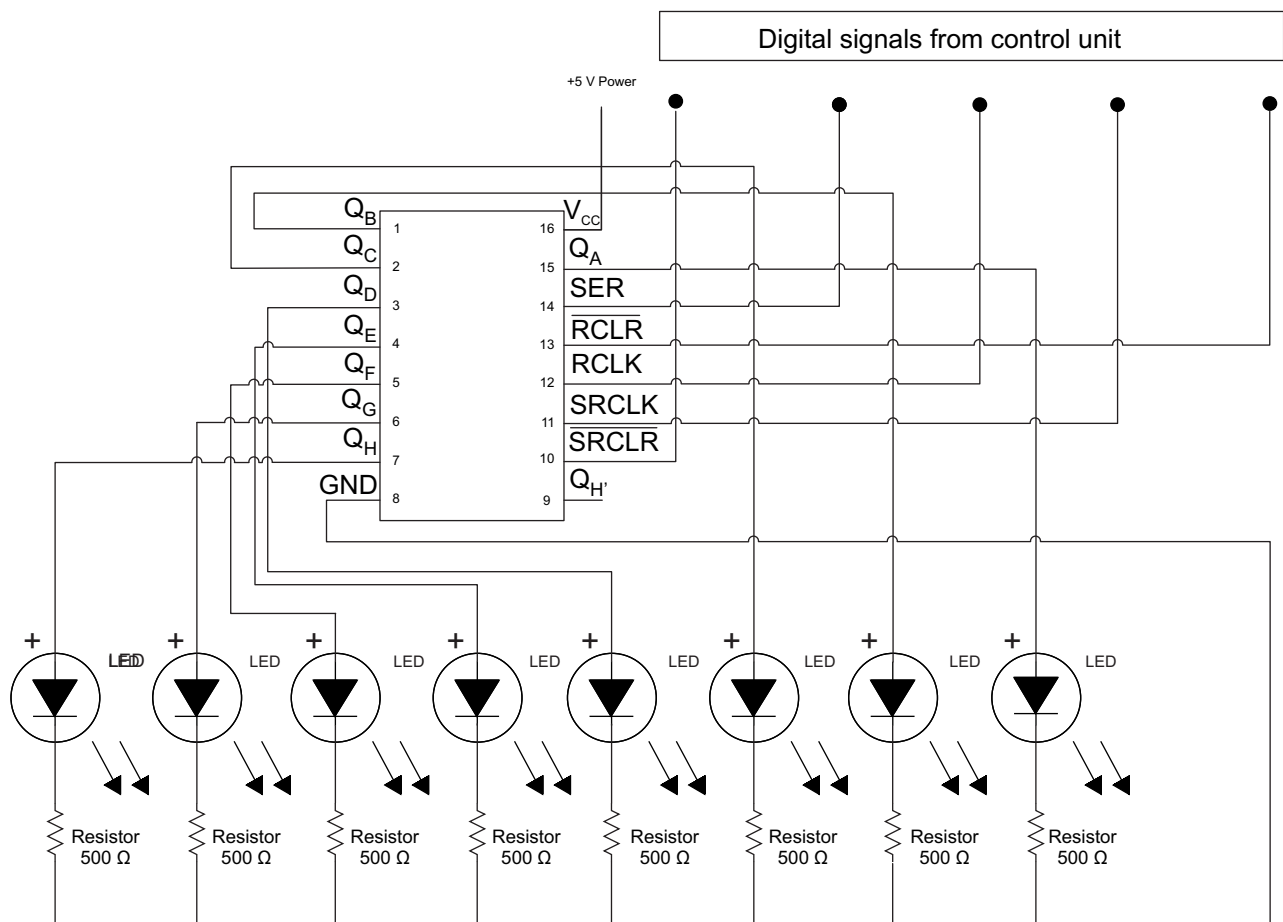 Digital signals from control unit
+5 V Power
QB
1
QC
2
QD
3
QE
4
QF
5
QG
6
QH
7
GND
8
VCC
16
QA
15
SER
14
RCLR
13
RCLK
12
SRCLK
11
SRCLR
10
QH'
9
+ LED
+ LED
+ LED
+ LED
+ LED
+ LED
+ LED
+ LED
Resistor
500 Ω
Resistor
500 Ω
Resistor
500 Ω
Resistor
500 Ω
Resistor
500 Ω
Resistor
500 Ω
Resistor
500 Ω
Resistor
500 Ω